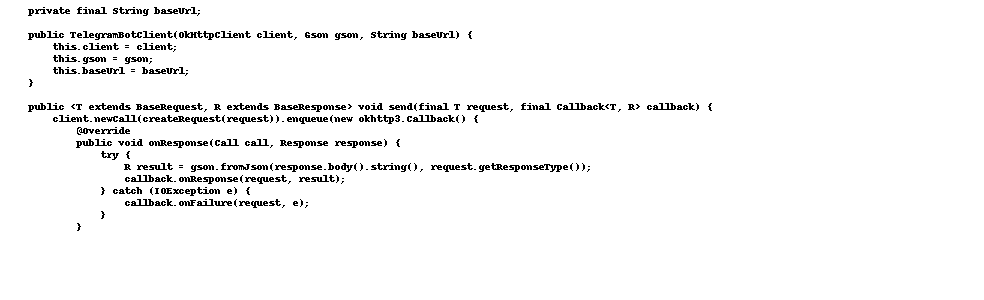 private final String baseUrl;
public TelegramBotClient(OkHttpClient client, Gson gson, String baseUrl) {
this.client = client;
this.gson = gson;
this.baseUrl = baseUrl;
}
public <T extends BaseRequest, R extends BaseResponse> void send(final T request, final Callback<T, R> callback) {
client.newCall(createRequest(request)).enqueue(new okhttp3.Callback() {
@Override
public void onResponse(Call call, Response response) {
try {
R result = gson.fromJson(response.body().string(), request.getResponseType());
callback.onResponse(request, result);
} catch (IOException e) {
callback.onFailure(request, e);
}
}